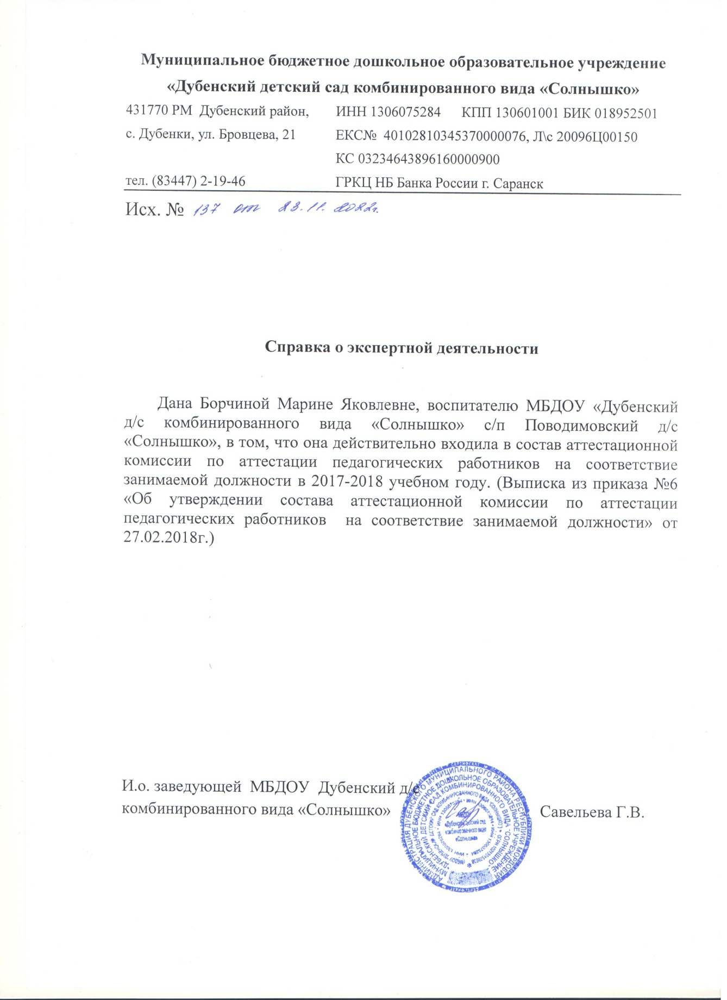 Муниципальное бюджетное дошкольное образовательное учреждение
«Дубенский детский сад комбинированного вида «Солнышко»
431770 РМ  Дубенский район,	ИНН 1306075284	КПП 130601001 БИК 018952501
с. Дубенки, ул. Бровцева, 21	ЕКС№  40102810345370000076, Л\с 20096Ц00150
КС 03234643896160000900
тел. (83447) 2-19-46	ГРКЦ НБ Банка России г. Саранск
Исх. № 137 от 23.11.2022г.
Справка о экспертной деятельности
Дана Борчиной Марине Яковлевне, воспитателю МБДОУ «Дубенский
д/с комбинированного вида «Солнышко» с/п Поводимовский д/с
«Солнышко», в том, что она действительно входила в состав аттестационной
комиссии по аттестации педагогических работников на соответствие
занимаемой должности в 2017-2018 учебном году. (Выписка из приказа №6
«Об утверждении состава аттестационной комиссии по аттестации
педагогических работников  на соответствие занимаемой должности» от
27.02.2018г.)
И.о. заведующей  МБДОУ  Дубенский д/с
комбинированного вида «Солнышко»	Савельева Г.В.
АДМИНИСТРАЦИЯ ДУБЕНСКОГО МУНИЦИПАЛЬНОГО РАЙОНА РЕСПУБЛИКИ МОРДОВИЯ
МУНИЦИПАЛЬНОЕ БЮДЖЕТНОЕ ДОШКОЛЬНОЕ ОБРАЗОВАТЕЛЬНОЕ УЧРЕЖДЕНИЕ
"ДУБЕНСКИЙ ДЕТСКИЙ САД КОМБИНИРОВАННОГО ВИДА "СОЛНЫШКО"
«Дубенский детский сад
комбинированного вида
«Солнышко»